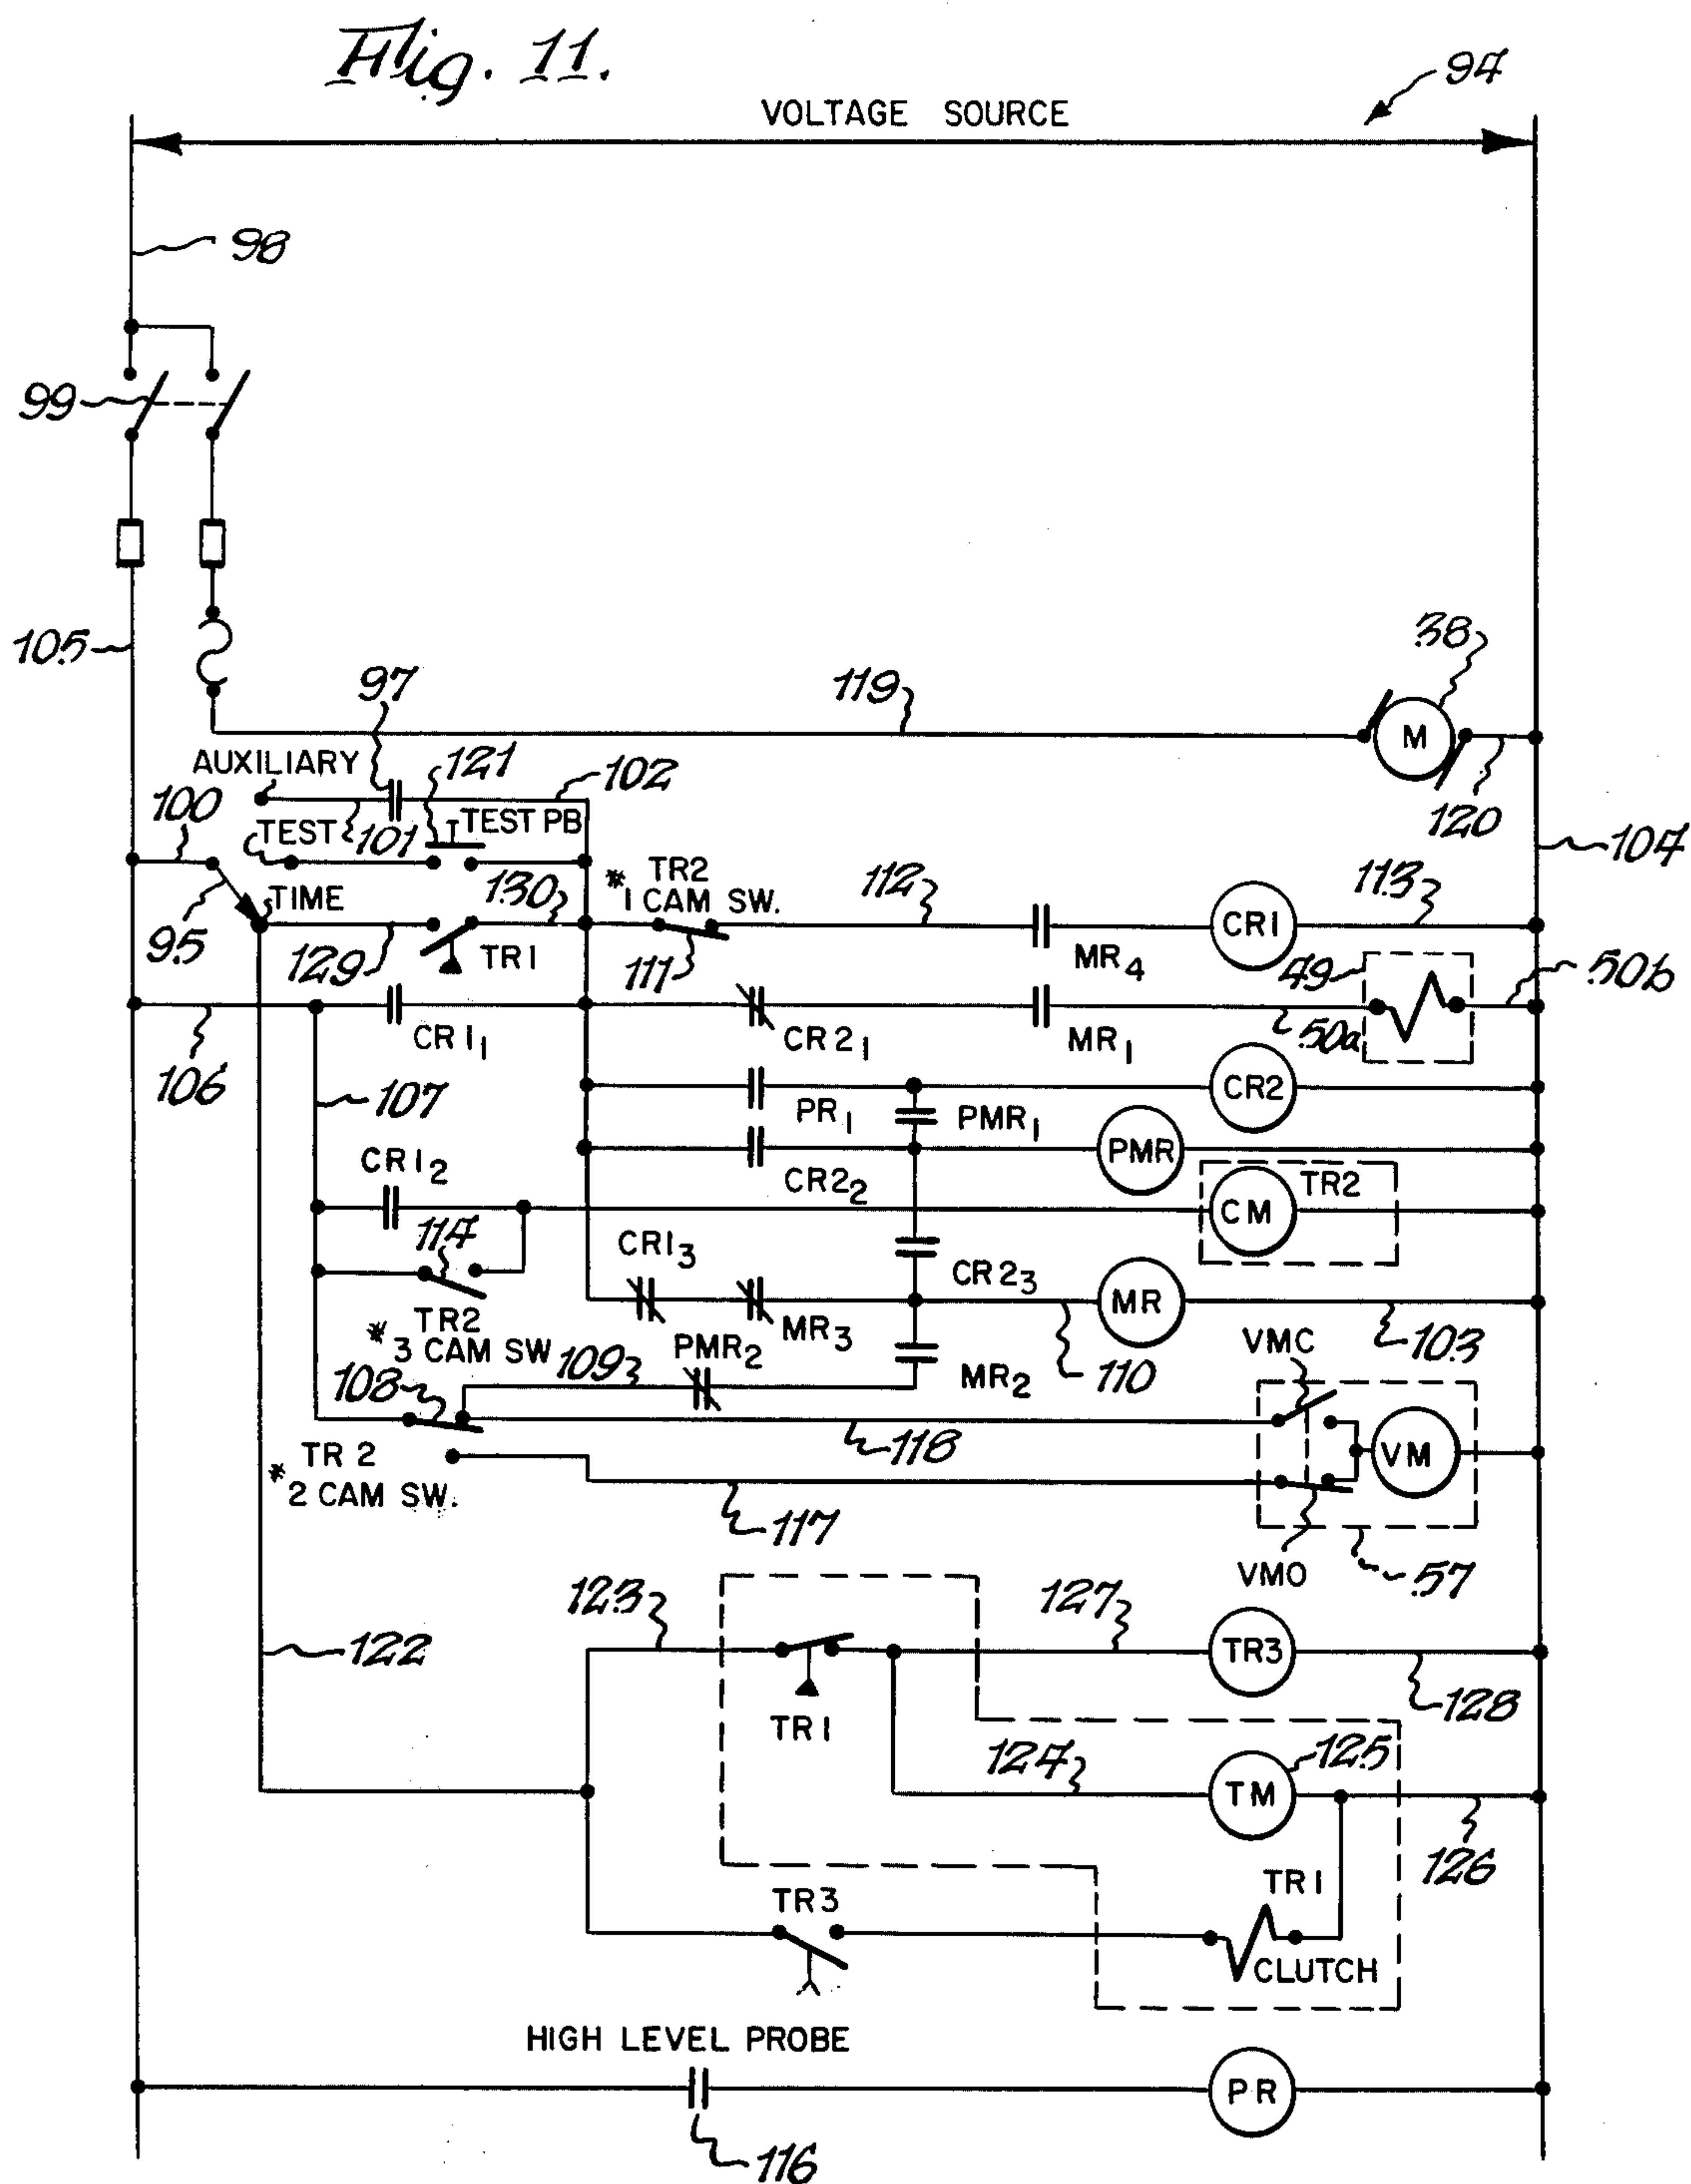 Fig. 11.
94
VOLTAGE SOURCE
98
99
105
38
M
97
119
AUXILIARY
121
102
100
TEST
101
TEST PB
120
104
TIME
130
TR2
*1 CAM SW.
112
113
95
129
TR1
111
MR4
CR1
49
50b
CR11
CR21
MR1
50a
106
107
PR1
PMR1
CR2
CR12
CR22
PMR
TR2
CM
114
CR13
CR23
TR2
*3 CAM SW
MR3
MR
VMC
103
109
PMR2
MR2
110
108
118
VM
TR 2
*2 CAM SW.
117
VMO
57
123
127
122
TR3
128
TR1
124
125
TM
126
TR3
TR1
CLUTCH
HIGH LEVEL PROBE
PR
116